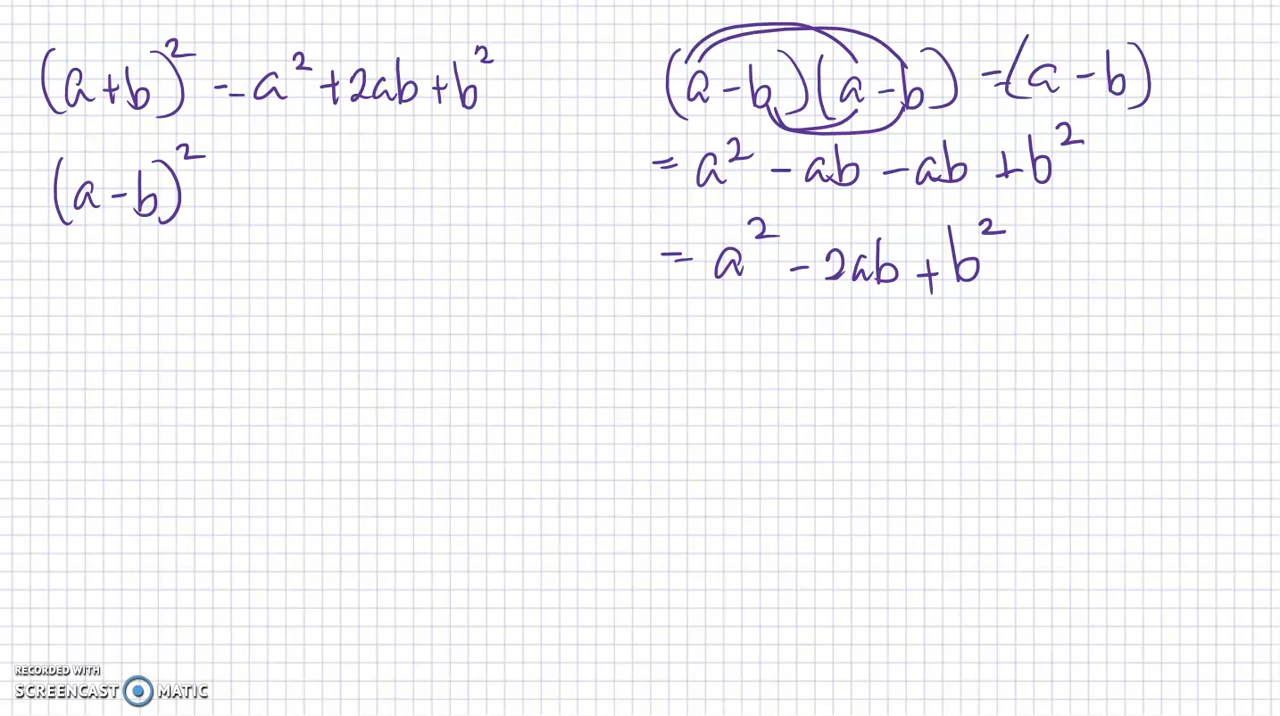 (a+b)² = a² + 2ab + b²
(a - b)²
(a - b)(a - b) = (a - b)
= a² - ab - ab + b²
= a² - 2ab + b²
RECORDED WITH
SCREENCAST MATIC